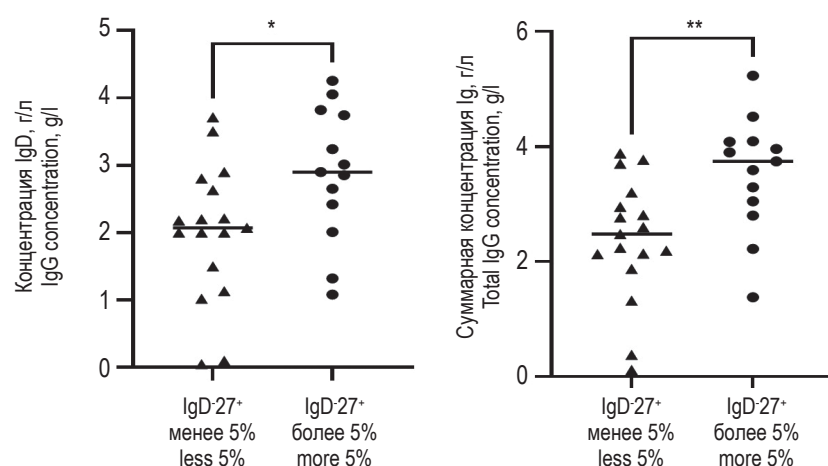 Концентрация IgD, г/л
IgG concentration, g/l
5
4
3
2
1
0
*
IgD-27+
менее 5%
less 5%
IgD-27+
более 5%
more 5%
Суммарная концентрация Ig, г/л
Total IgG concentration, g/l
6
4
2
0
**
IgD-27+
менее 5%
less 5%
IgD-27+
более 5%
more 5%